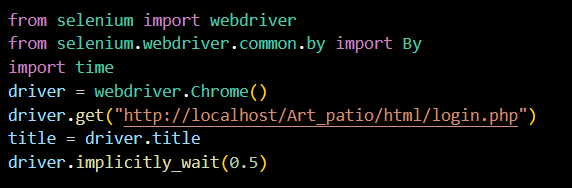 from selenium import webdriver
from selenium.webdriver.common.by import By
import time
driver = webdriver.Chrome()
driver.get("http://localhost/Art_patio/html/login.php")
title = driver.title
driver.implicitly_wait(0.5)